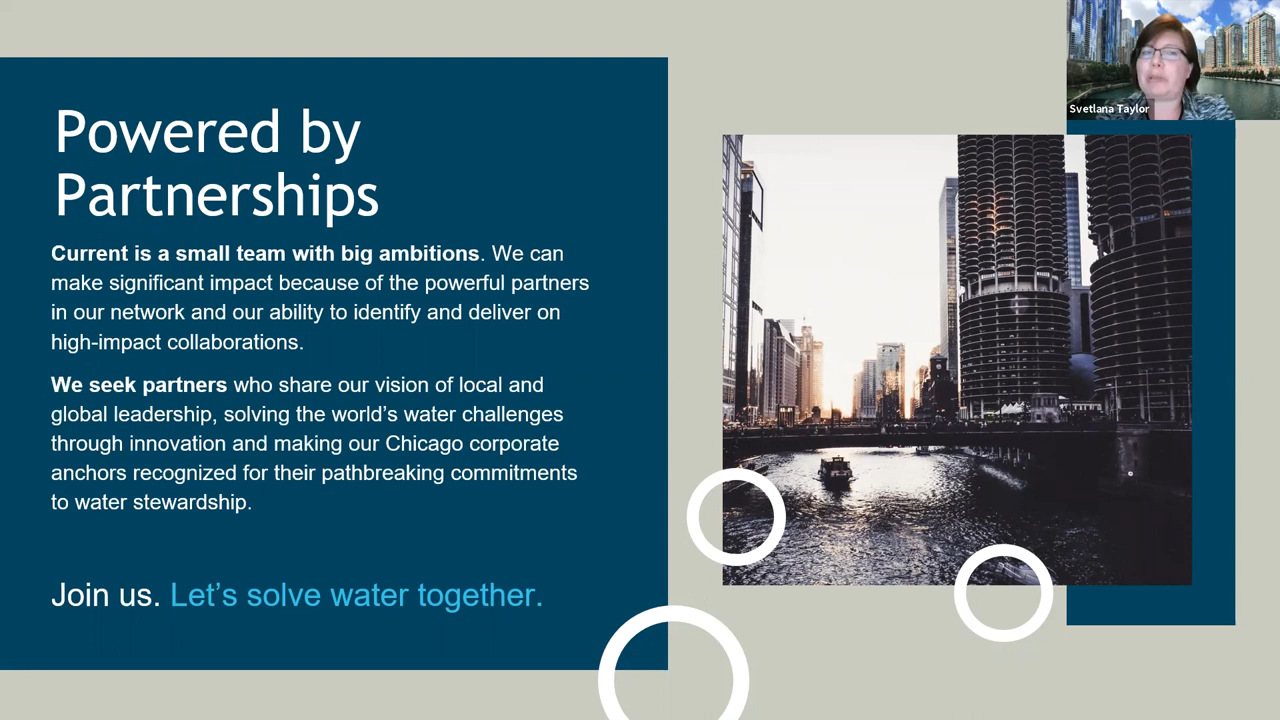 Svetlana Taylor
Powered by
Partnerships
Current is a small team with big ambitions. We can
make significant impact because of the powerful partners
in our network and our ability to identify and deliver on
high-impact collaborations.
We seek partners who share our vision of local and
global leadership, solving the world's water challenges
through innovation and making our Chicago corporate
anchors recognized for their pathbreaking commitments
to water stewardship.
Join us. Let's solve water together.